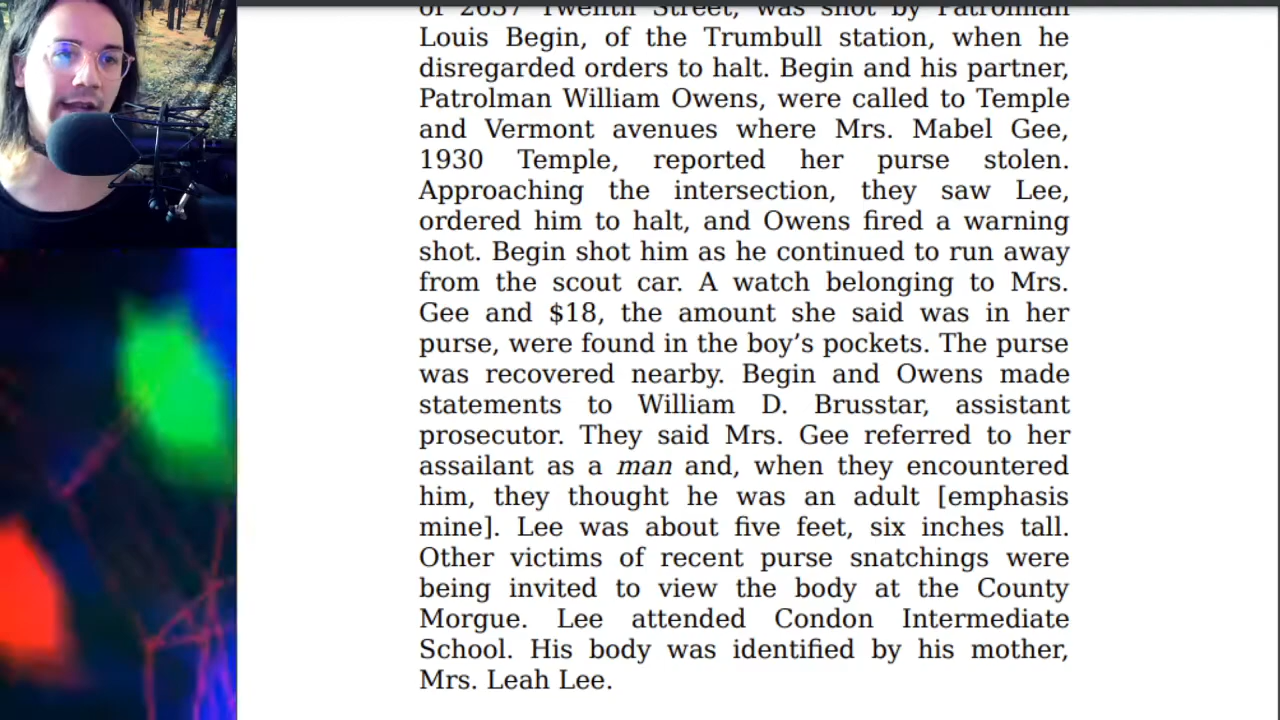 of 2637 Twelfth Street, was shot by Patrolman
Louis Begin, of the Trumbull station, when he
disregarded orders to halt. Begin and his partner,
Patrolman William Owens, were called to Temple
and Vermont avenues where Mrs. Mabel Gee,
1930 Temple, reported her purse stolen.
Approaching the intersection, they saw Lee,
ordered him to halt, and Owens fired a warning
shot. Begin shot him as he continued to run away
from the scout car. A watch belonging to Mrs.
Gee and $18, the amount she said was in her
purse, were found in the boy’s pockets. The purse
was recovered nearby. Begin and Owens made
statements to William D. Brusstar, assistant
prosecutor. They said Mrs. Gee referred to her
assailant as a man and, when they encountered
him, they thought he was an adult [emphasis
mine]. Lee was about five feet, six inches tall.
Other victims of recent purse snatchings were
being invited to view the body at the County
Morgue. Lee attended Condon Intermediate
School. His body was identified by his mother,
Mrs. Leah Lee.